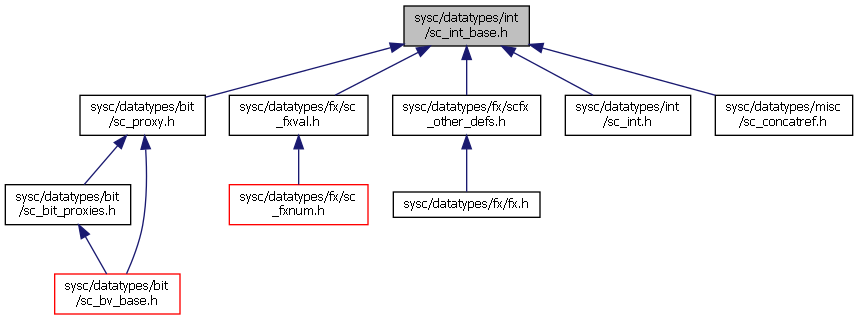 sysc/datatypes/int
/sc_int_base.h
sysc/datatypes/bit
/sc_proxy.h
sysc/datatypes/fx/sc
_fxval.h
sysc/datatypes/fx/scfx
_other_defs.h
sysc/datatypes/int
/sc_int.h
sysc/datatypes/misc
/sc_concatref.h
sysc/datatypes/bit
/sc_bit_proxies.h
sysc/datatypes/fx/sc
_fxnum.h
sysc/datatypes/fx/fx.h
sysc/datatypes/bit
/sc_bv_base.h